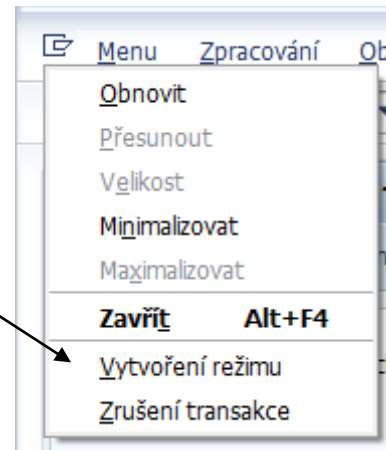 Menu Zpracování Ob
Obnovit
Přesunout
Velikost
Minimalizovat
Maximalizovat
Zavřít Alt+F4
Vytvoření režimu
Zrušení transakce